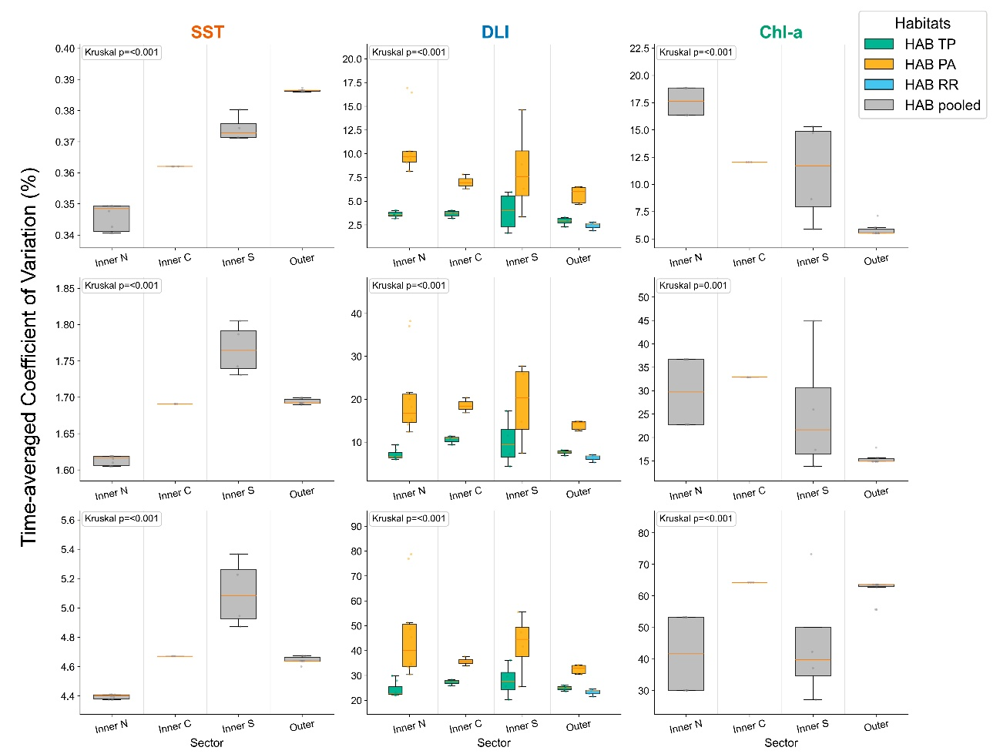 Habitats
HAB TP
HAB PA
HAB RR
HAB pooled
Time-averaged Coefficient of Variation (%)
SST
DLI
Chl-a
Kruskal p=<0.001
0.40
0.39
0.38
0.37
0.36
0.35
0.34
Inner N
Inner C
Inner S
Outer
Kruskal p=<0.001
20.0
17.5
15.0
12.5
10.0
7.5
5.0
2.5
Inner N
Inner C
Inner S
Outer
Kruskal p=<0.001
22.5
20.0
17.5
15.0
12.5
10.0
7.5
5.0
Inner N
Inner C
Inner S
Outer
Kruskal p=<0.001
1.85
1.80
1.75
1.70
1.65
1.60
Inner N
Inner C
Inner S
Outer
Kruskal p=<0.001
40
30
20
10
Inner N
Inner C
Inner S
Outer
Kruskal p=0.001
50
45
40
35
30
25
20
15
Inner N
Inner C
Inner S
Outer
Kruskal p=<0.001
5.6
5.4
5.2
5.0
4.8
4.6
4.4
Inner N
Inner C
Inner S
Outer
Sector
Kruskal p=<0.001
90
80
70
60
50
40
30
20
Inner N
Inner C
Inner S
Outer
Sector
Kruskal p=<0.001
80
70
60
50
40
30
Inner N
Inner C
Inner S
Outer
Sector